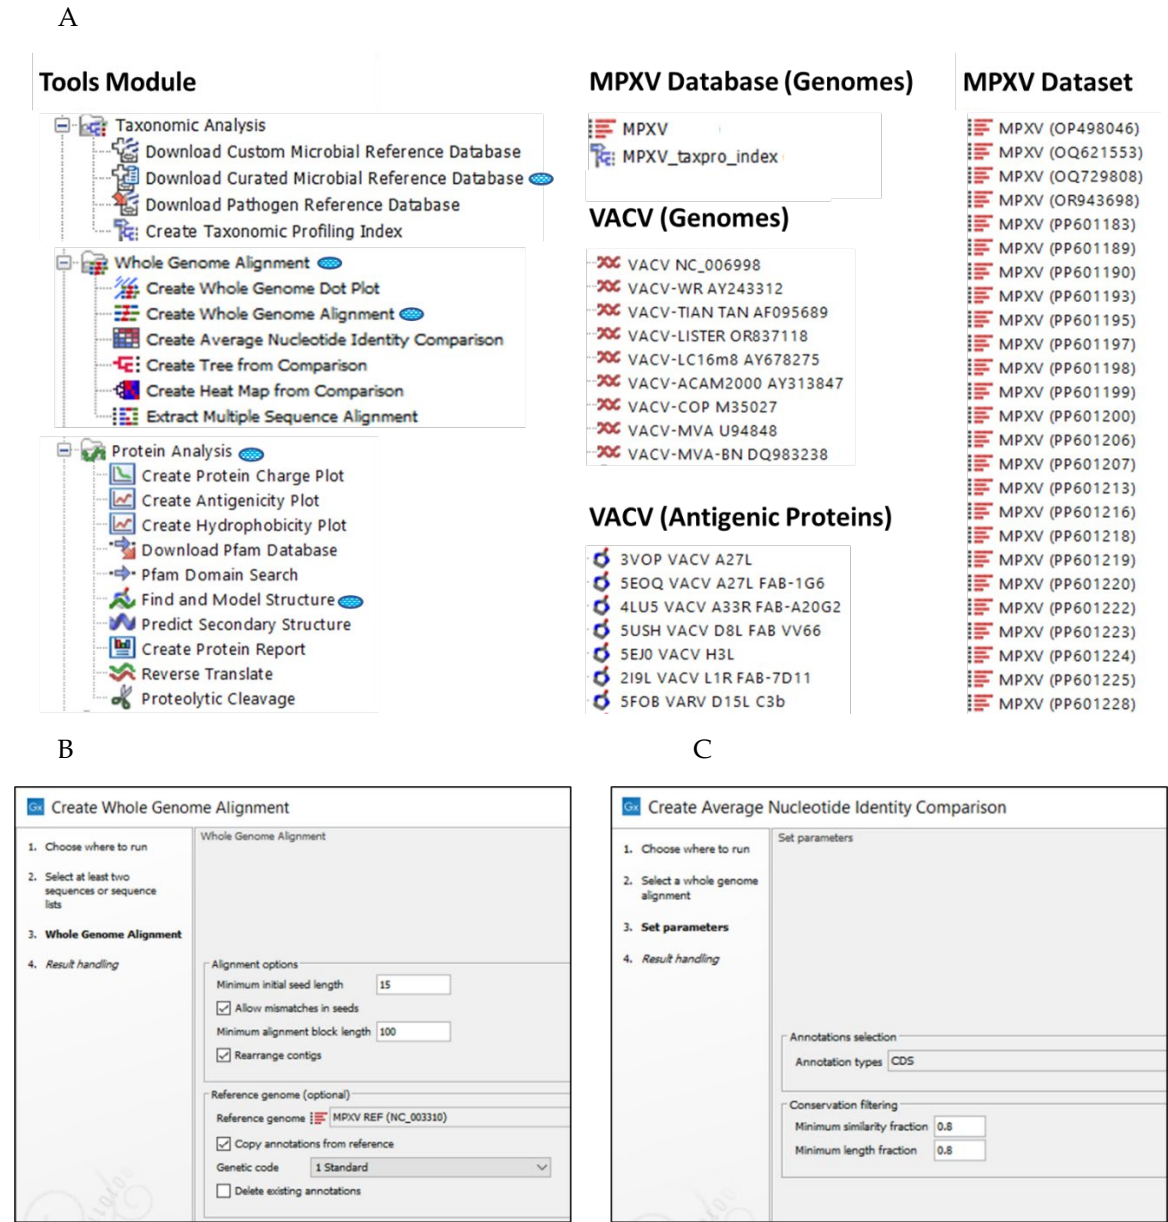 A
Tools Module
Taxonomic Analysis
Download Custom Microbial Reference Database
Download Curated Microbial Reference Database
Download Pathogen Reference Database
Create Taxonomic Profiling Index
Whole Genome Alignment
Create Whole Genome Dot Plot
Create Whole Genome Alignment
Create Average Nucleotide Identity Comparison
Create Tree from Comparison
Create Heat Map from Comparison
Extract Multiple Sequence Alignment
Protein Analysis
Create Protein Charge Plot
Create Antigenicity Plot
Create Hydrophobicity Plot
Download Pfam Database
Pfam Domain Search
Find and Model Structure
Predict Secondary Structure
Create Protein Report
Reverse Translate
Proteolytic Cleavage
MPXV Database (Genomes)
MPXV
MPXV_taxpro_index
VACV (Genomes)
VACV NC_006998
VACV-WR AY243312
VACV-TIAN TAN AF095689
VACV-LISTER OR837118
VACV-LC16m8 AY678275
VACV-ACAM2000 AY313847
VACV-COP M35027
VACV-MVA U94848
VACV-MVA-BN DQ983238
VACV (Antigenic Proteins)
3VOP VACV A27L
5EOQ VACV A27L FAB-1G6
4LU5 VACV A33R FAB-A20G2
5USH VACV D8L FAB VV66
5EJ0 VACV H3L
2I9L VACV L1R FAB-7D11
5FOB VARV D15L C3b
MPXV Dataset
MPXV (OP498046)
MPXV (OQ621553)
MPXV (OQ729808)
MPXV (OR943698)
MPXV (PP601183)
MPXV (PP601189)
MPXV (PP601190)
MPXV (PP601193)
MPXV (PP601195)
MPXV (PP601197)
MPXV (PP601198)
MPXV (PP601199)
MPXV (PP601200)
MPXV (PP601206)
MPXV (PP601207)
MPXV (PP601213)
MPXV (PP601216)
MPXV (PP601218)
MPXV (PP601219)
MPXV (PP601220)
MPXV (PP601222)
MPXV (PP601223)
MPXV (PP601224)
MPXV (PP601225)
MPXV (PP601228)
B
Gx Create Whole Genome Alignment
1. Choose where to run
2. Select at least two
sequences or sequence
lists
3. Whole Genome Alignment
4. Result handling
Whole Genome Alignment
Alignment options
Minimum initial seed length 15
Allow mismatches in seeds
Minimum alignment block length 100
Rearrange contigs
Reference genome (optional)
Reference genome MPXV REF (NC_003310)
Copy annotations from reference
Genetic code 1 Standard
Delete existing annotations
C
Gx Create Average Nucleotide Identity Comparison
1. Choose where to run
2. Select a whole genome
alignment
3. Set parameters
4. Result handling
Set parameters
Annotations selection
Annotation types CDS
Conservation filtering
Minimum similarity fraction 0.8
Minimum length fraction 0.8